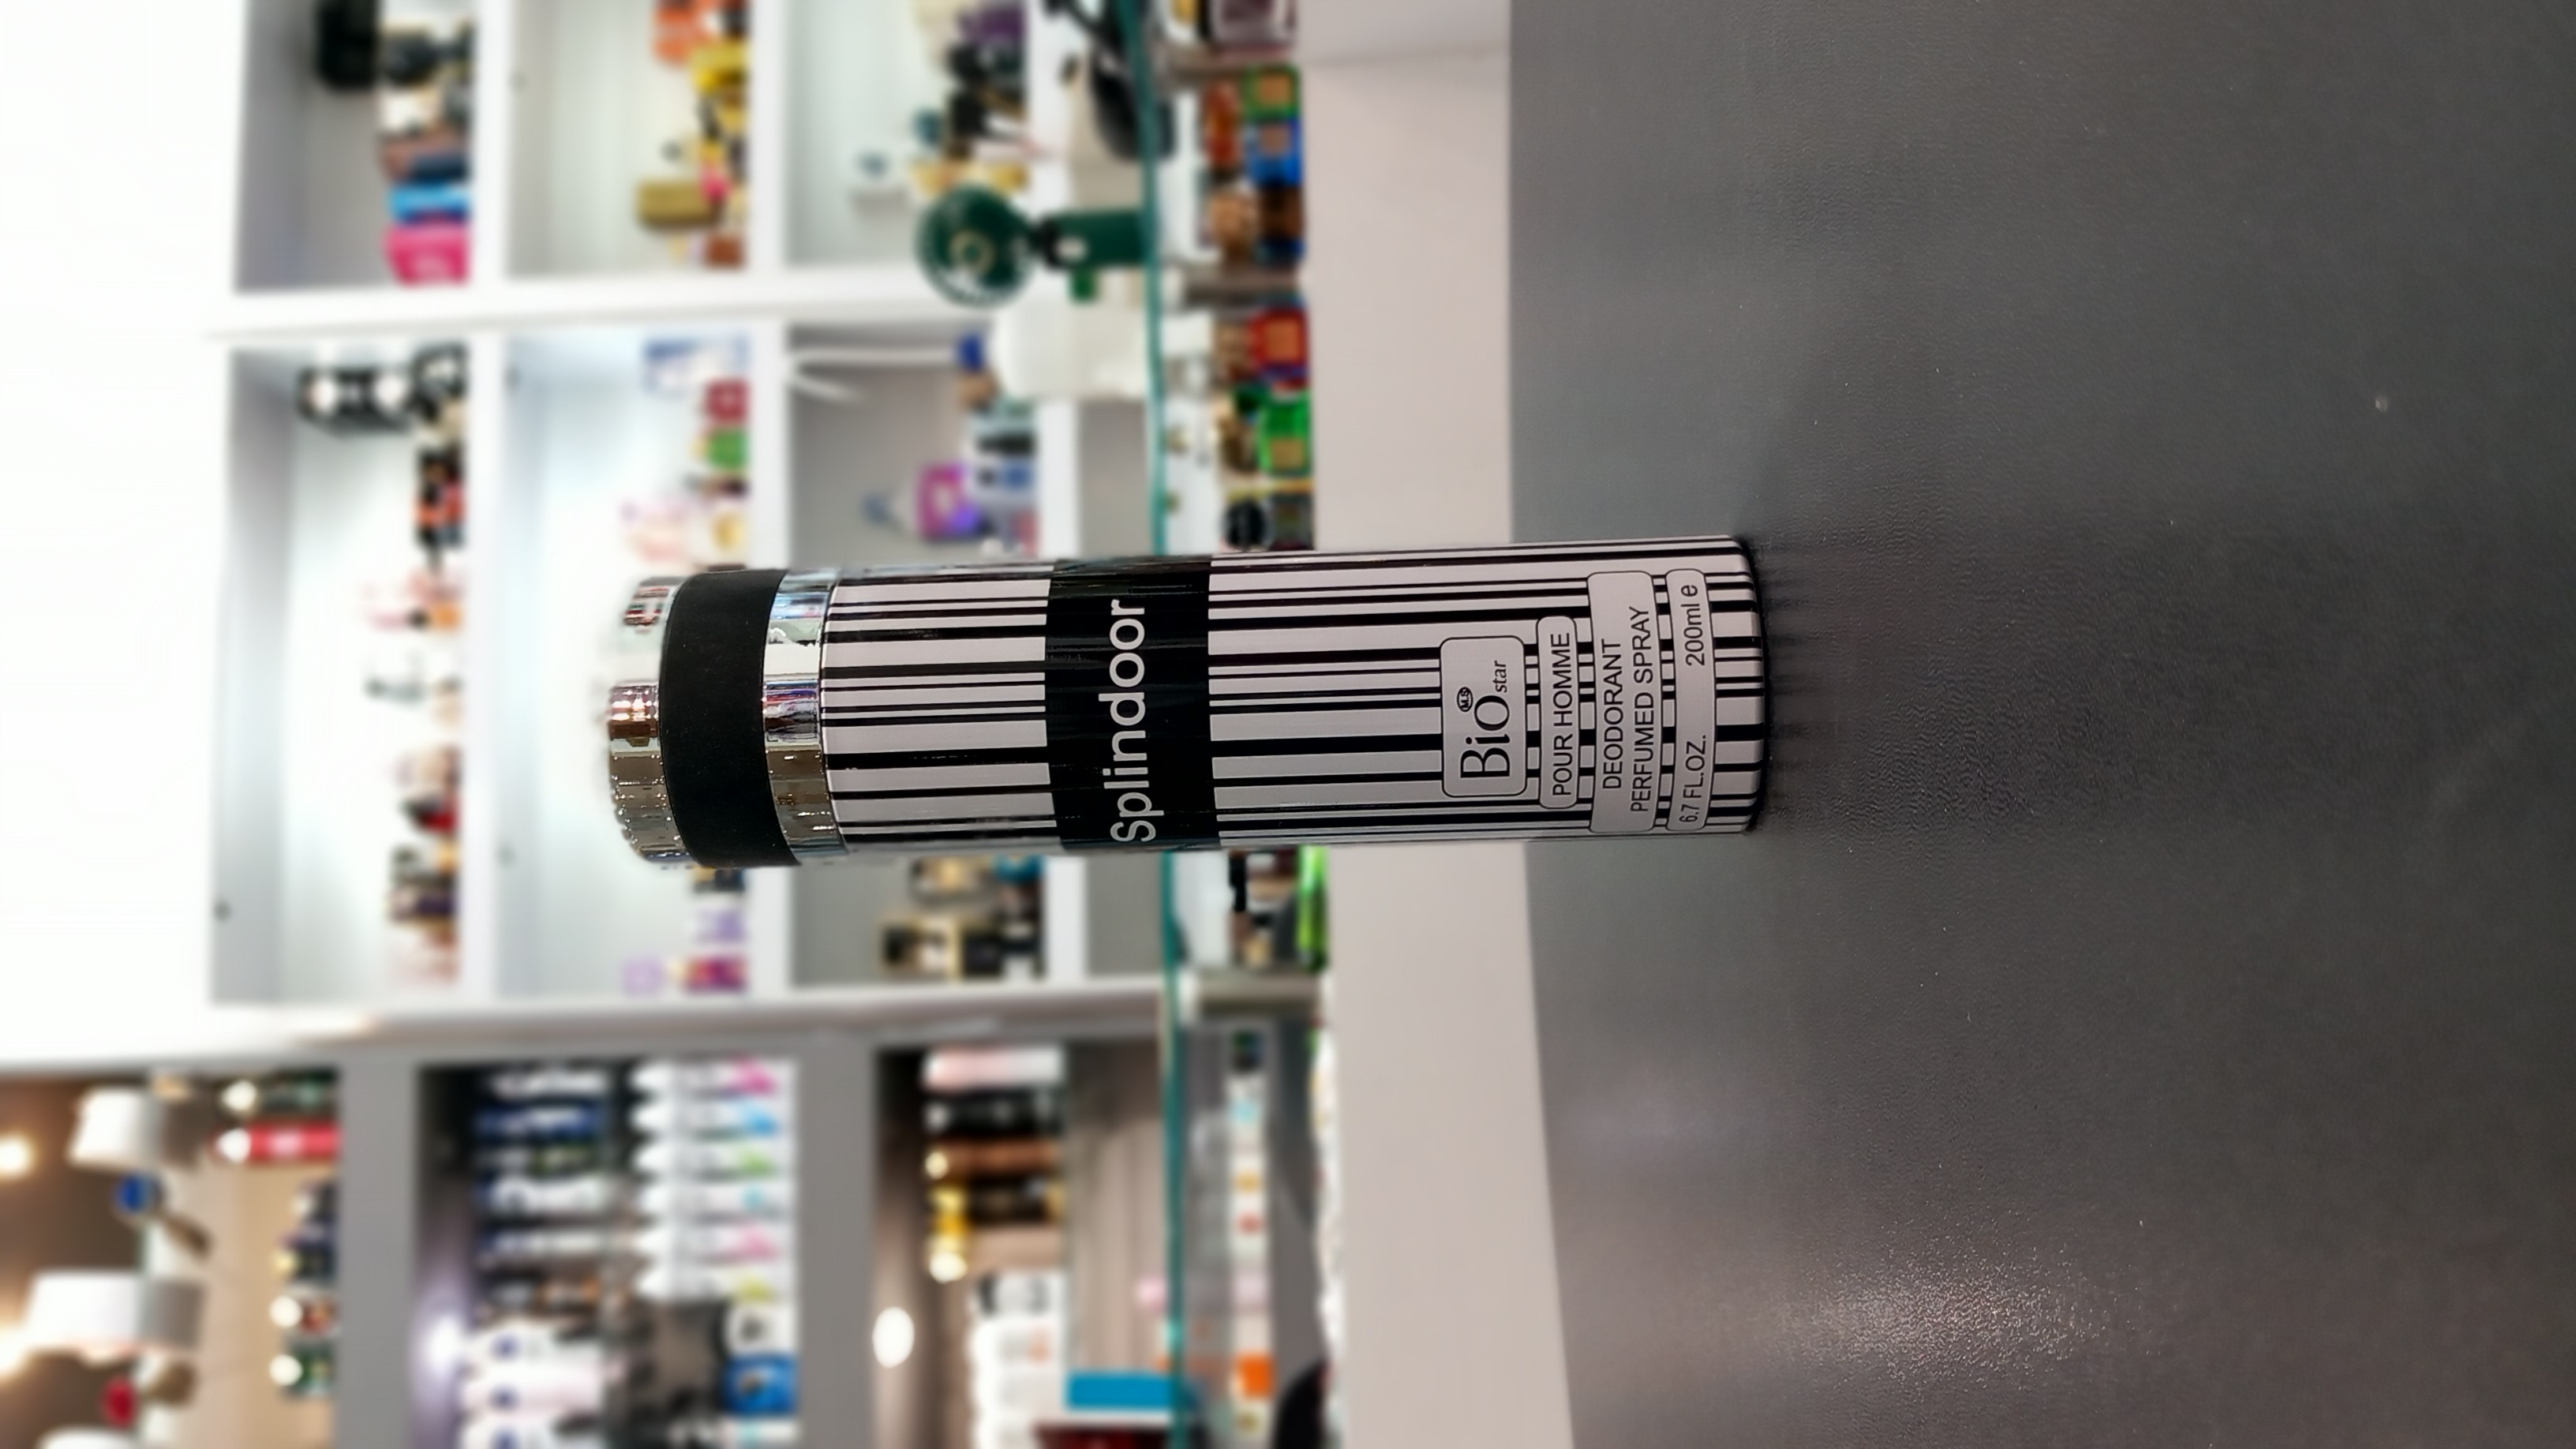 Splindoor
BiO star
M.S
POUR HOMME
DEODORANT
PERFUMED SPRAY
6.7 FL.OZ. 200ml e